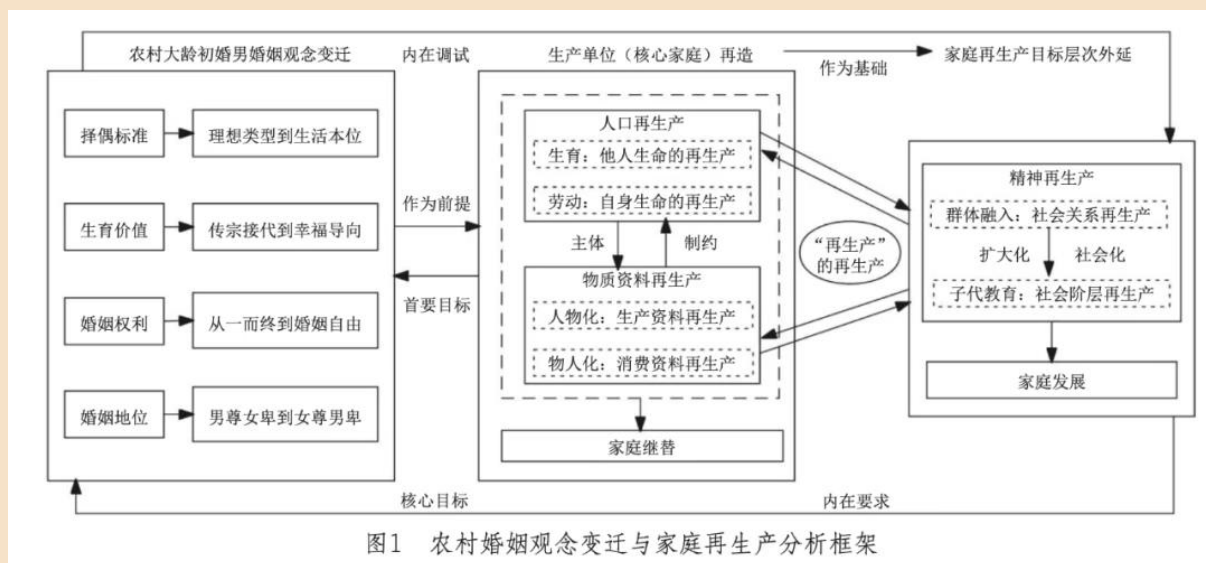 农村大龄初婚男婚姻观念变迁
内在调试
生产单位（核心家庭）再造
作为基础
家庭再生产目标层次外延
择偶标准
理想类型到生活本位
生育价值
传宗接代到幸福导向
婚姻权利
从一而终到婚姻自由
婚姻地位
男尊女卑到女尊男卑
作为前提
首要目标
人口再生产
生育：他人生命的再生产
劳动：自身生命的再生产
主体
制约
物质资料再生产
人物化：生产资料再生产
物人化：消费资料再生产
家庭继替
“再生产”
的再生产
精神再生产
群体融入：社会关系再生产
扩大化
社会化
子代教育：社会阶层再生产
家庭发展
核心目标
内在要求
图1 农村婚姻观念变迁与家庭再生产分析框架